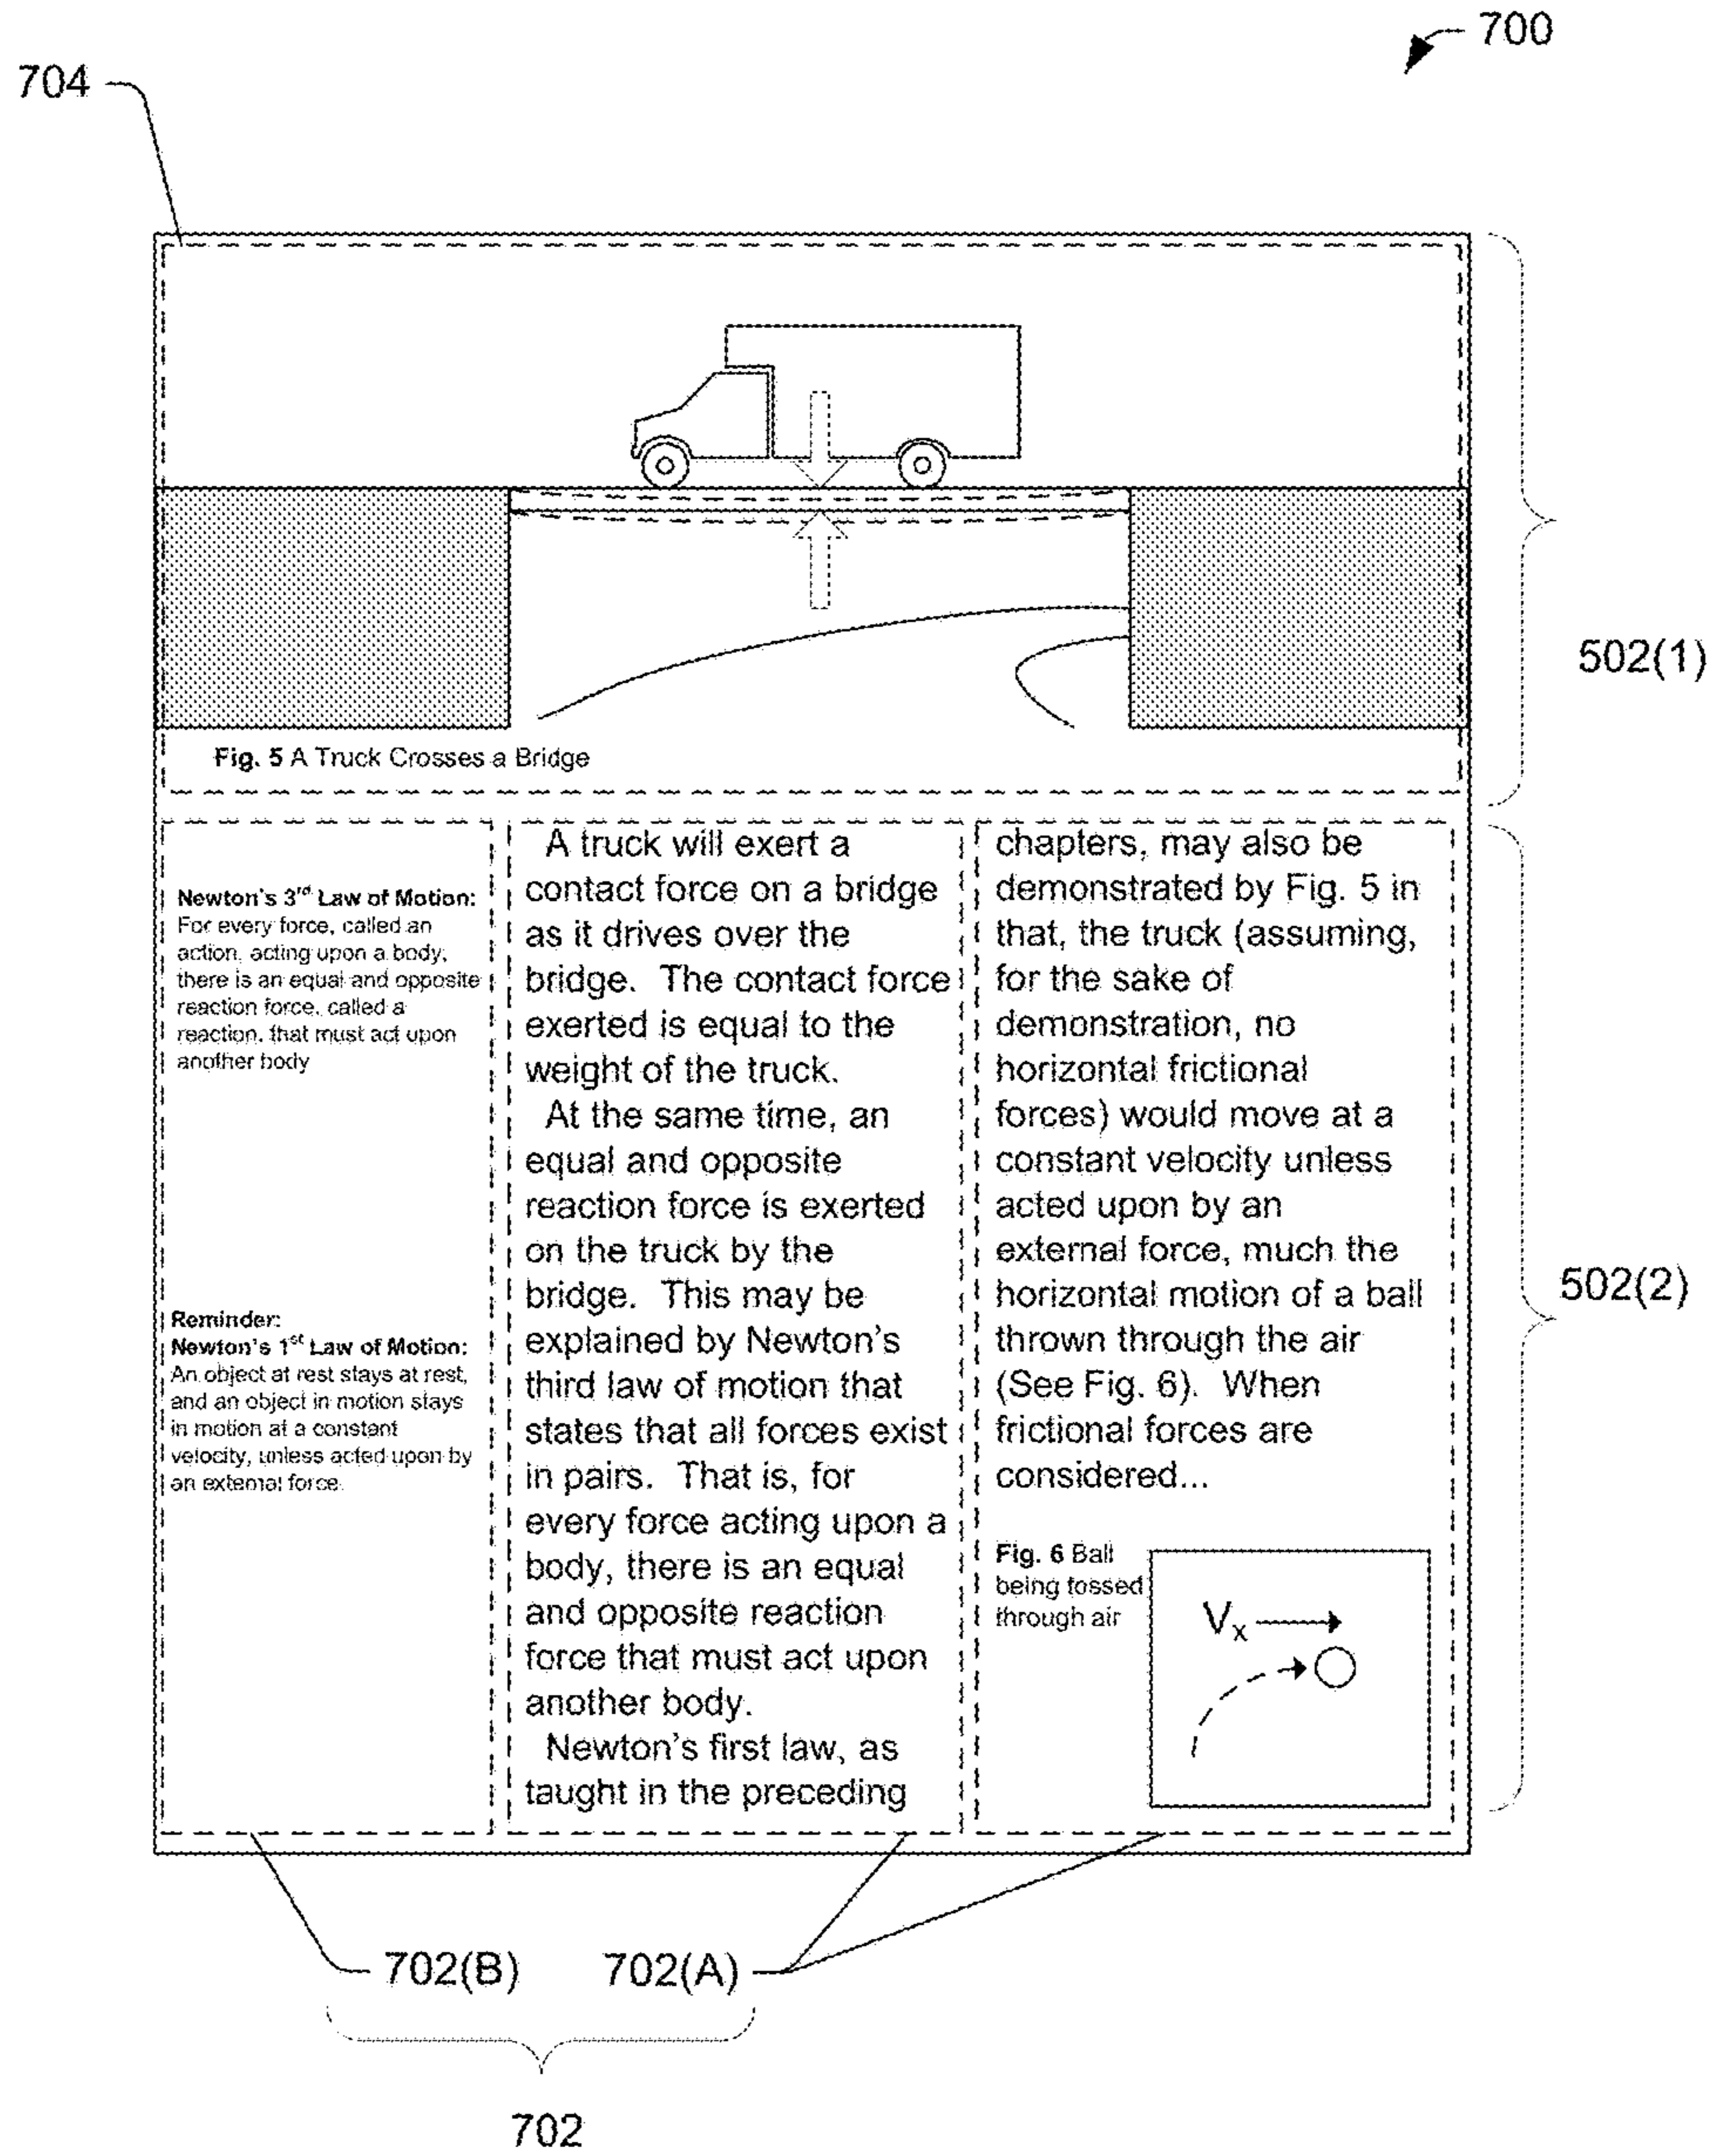 700
704
502(1)
Fig. 5 A Truck Crosses a Bridge
Newton's 3rd Law of Motion:
For every force, called an
action, acting upon a body,
there is an equal and opposite
reaction force, called a
reaction, that must act upon
another body
Reminder:
Newton's 1st Law of Motion:
An object at rest stays at rest,
and an object in motion stays
in motion at a constant
velocity, unless acted upon by
an external force.
A truck will exert a
contact force on a bridge
as it drives over the
bridge. The contact force
exerted is equal to the
weight of the truck.
At the same time, an
equal and opposite
reaction force is exerted
on the truck by the
bridge. This may be
explained by Newton's
third law of motion that
states that all forces exist
in pairs. That is, for
every force acting upon a
body, there is an equal
and opposite reaction
force that must act upon
another body.
Newton's first law, as
taught in the preceding
chapters, may also be
demonstrated by Fig. 5 in
that, the truck (assuming,
for the sake of
demonstration, no
horizontal frictional
forces) would move at a
constant velocity unless
acted upon by an
external force, much the
horizontal motion of a ball
thrown through the air
(See Fig. 6). When
frictional forces are
considered...
Fig. 6 Ball
being tossed
through air
Vx
502(2)
702(B)
702(A)
702